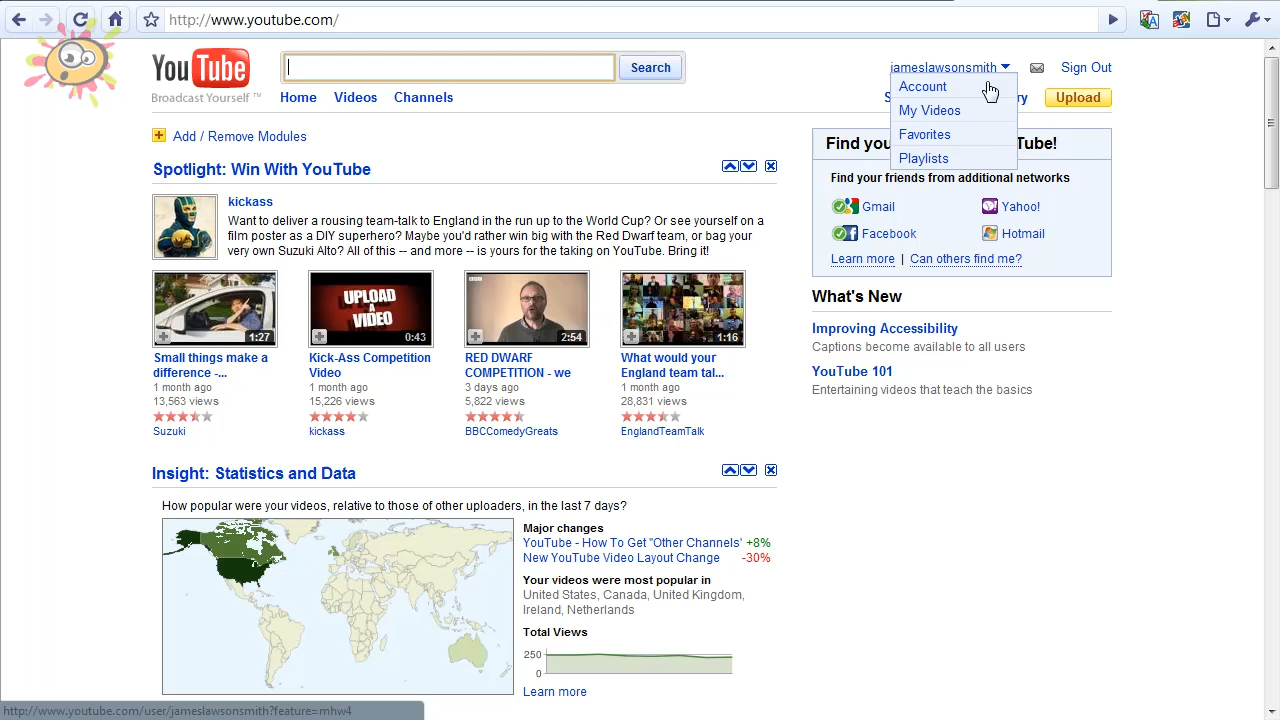 http://www.youtube.com/
YouTube
Broadcast Yourself ™
Search
jameslawsonsmith
Sign Out
Home Videos Channels
Upload
Account
My Videos
Favorites
Playlists
Add / Remove Modules
Spotlight: Win With YouTube
kickass
Want to deliver a rousing team-talk to England in the run up to the World Cup? Or see yourself on a
film poster as a DIY superhero? Maybe you'd rather win big with the Red Dwarf team, or bag your
very own Suzuki Alto? All of this -- and more -- is yours for the taking on YouTube. Bring it!
1:27
UPLOAD
A
VIDEO
0:43
2:54
1:16
Small things make a
difference -...
1 month ago
13,563 views
Suzuki
Kick-Ass Competition
Video
1 month ago
15,226 views
kickass
RED DWARF
COMPETITION - we
3 days ago
5,822 views
BBCComedyGreats
What would your
England team tal...
1 month ago
28,831 views
EnglandTeamTalk
Insight: Statistics and Data
How popular were your videos, relative to those of other uploaders, in the last 7 days?
Major changes
YouTube - How To Get "Other Channels' +8%
New YouTube Video Layout Change -30%
Your videos were most popular in
United States, Canada, United Kingdom,
Ireland, Netherlands
Total Views
250
0
Learn more
Find you Tube!
Find your friends from additional networks
Gmail Yahoo!
Facebook Hotmail
Learn more | Can others find me?
What's New
Improving Accessibility
Captions become available to all users
YouTube 101
Entertaining videos that teach the basics
http://www.youtube.com/user/jameslawsonsmith?feature=mhw4